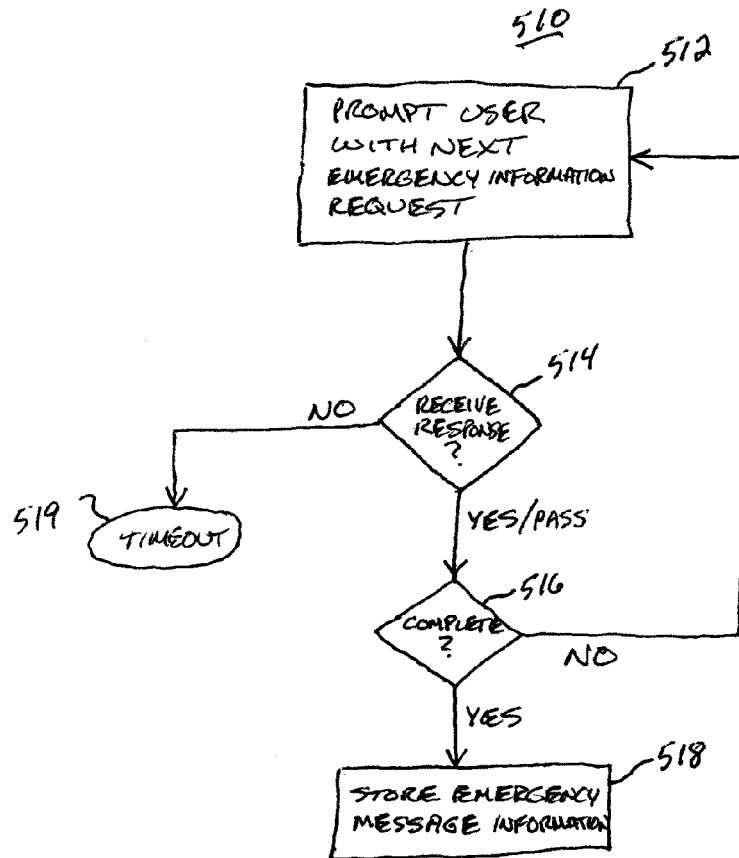 510
512
PROMPT USER
WITH NEXT
EMERGENCY INFORMATION
REQUEST
514
RECEIVE
RESPONSE
?
NO
519
TIMEOUT
YES/PASS
516
COMPLETE
?
NO
YES
518
STORE EMERGENCY
MESSAGE INFORMATION